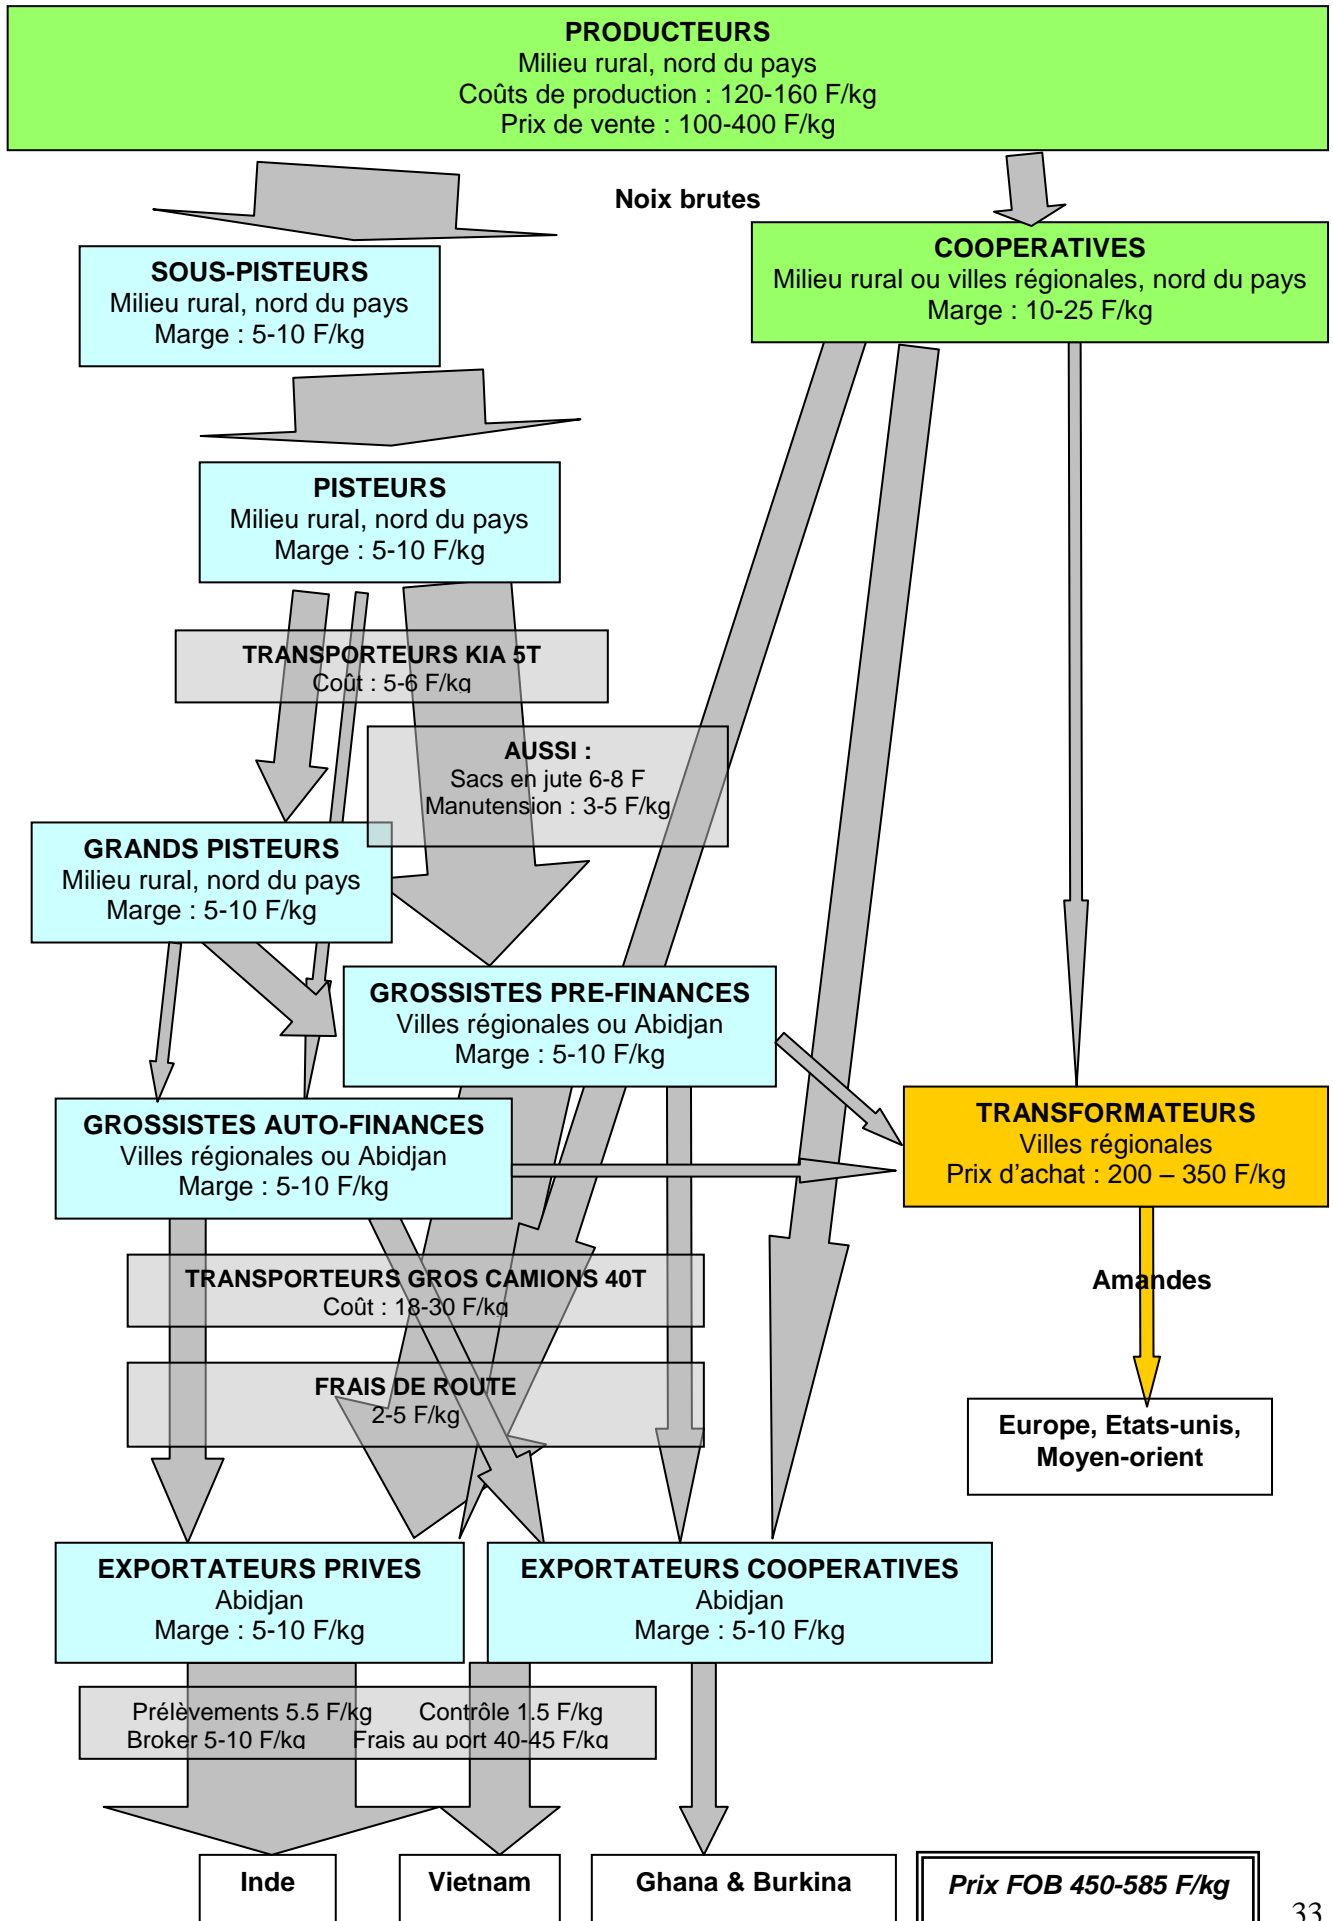 PRODUCTEURS
Milieu rural, nord du pays
Coûts de production : 120-160 F/kg
Prix de vente : 100-400 F/kg
Noix brutes
SOUS-PISTEURS
Milieu rural, nord du pays
Marge : 5-10 F/kg
COOPERATIVES
Milieu rural ou villes régionales, nord du pays
Marge : 10-25 F/kg
PISTEURS
Milieu rural, nord du pays
Marge : 5-10 F/kg
TRANSPORTEURS KIA 5T
Coût : 5-6 F/kg
AUSSI :
Sacs en jute 6-8 F
Manutension : 3-5 F/kg
GRANDS PISTEURS
Milieu rural, nord du pays
Marge : 5-10 F/kg
GROSSISTES PRE-FINANCES
Villes régionales ou Abidjan
Marge : 5-10 F/kg
GROSSISTES AUTO-FINANCES
Villes régionales ou Abidjan
Marge : 5-10 F/kg
TRANSFORMATEURS
Villes régionales
Prix d'achat : 200 – 350 F/kg
TRANSPORTEURS GROS CAMIONS 40T
Coût : 18-30 F/kg
Amandes
FRAIS DE ROUTE
2-5 F/kg
Europe, Etats-unis,
Moyen-orient
EXPORTATEURS PRIVES
Abidjan
Marge : 5-10 F/kg
EXPORTATEURS COOPERATIVES
Abidjan
Marge : 5-10 F/kg
Prélèvements 5.5 F/kg Contrôle 1.5 F/kg
Broker 5-10 F/kg Frais au port 40-45 F/kg
Inde
Vietnam
Ghana & Burkina
Prix FOB 450-585 F/kg
33